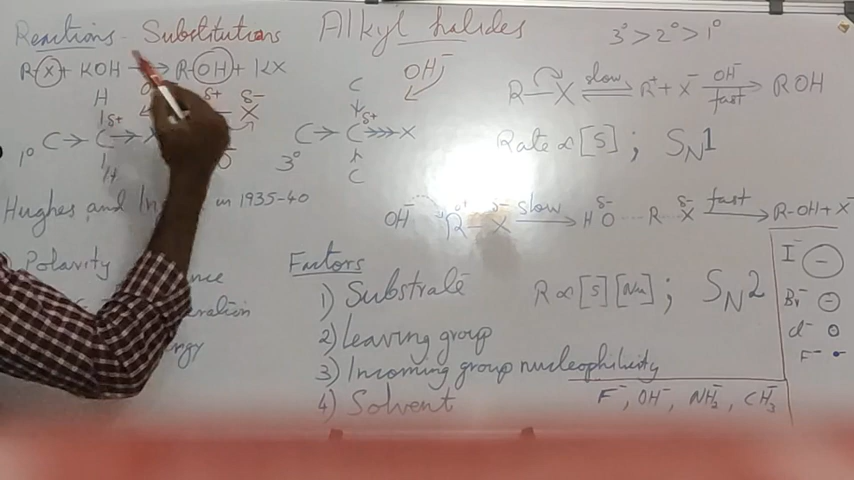 Reactions - Substitutions
Alkyl halides
3° > 2° > 1°
R-X + KOH → R-OH + KX
OH⁻
R—X slow ⇌ R⁺ + X⁻ OH⁻ fast → ROH
H
δ+
δ-
X
C
1° C → C →→ X
δ+
H
3° C → C →→→ X
δ+
C
Rate ∝ [S] ; SN1
Hughes and in 1935-40
OH⁻ R—X δ- slow → HO δ- ... R ... X δ- fast → R-OH + X⁻
Polarity
Factors
1) Substrate
2) Leaving group
3) Incoming group nucleophilicity
4) Solvent
R ∝ [S] [Nu] ; SN2
I⁻
Br⁻
Cl⁻
F⁻
F⁻, OH⁻, NH₂⁻, CH₃⁻